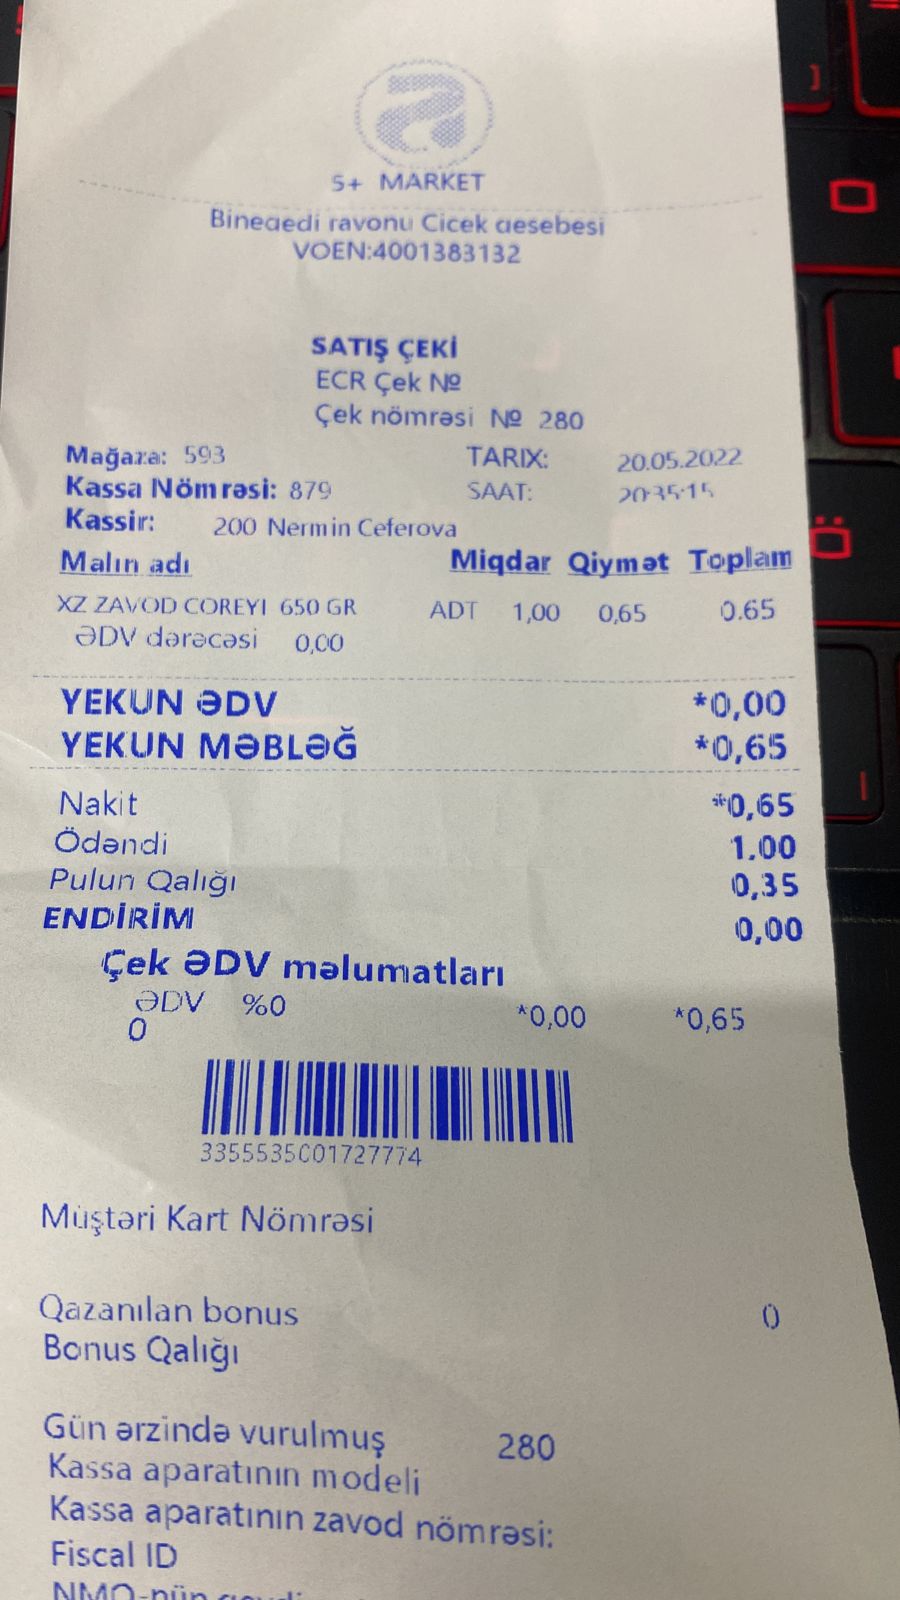 5+ MARKET
Bineqedi rayonu Cicek qesebesi
VOEN:4001383132
SATIŞ ÇEKİ
ECR Çek №
Çek nömrəsi № 280
Mağaza: 593 TARIX: 20.05.2022
Kassa Nömrəsi: 879 SAAT: 20:35:15
Kassir: 200 Nermin Ceferova
Malın adı Miqdar Qiymət Toplam
XZ ZAVOD COREYI 650 GR ADT 1,00 0,65 0.65
ƏDV dərəcəsi 0,00
YEKUN ƏDV *0,00
YEKUN MƏBLƏĞ *0,65
Nakit *0,65
Ödəndi 1.00
Pulun Qalığı 0,35
ENDİRİM 0,00
Çek ƏDV məlumatları
ƏDV %0 *0,00 *0,65
0
3355535001727774
Müştəri Kart Nömrəsi
Qazanılan bonus 0
Bonus Qalığı
Gün ərzində vurulmuş 280
Kassa aparatının modeli
Kassa aparatının zavod nömrəsi:
Fiscal ID